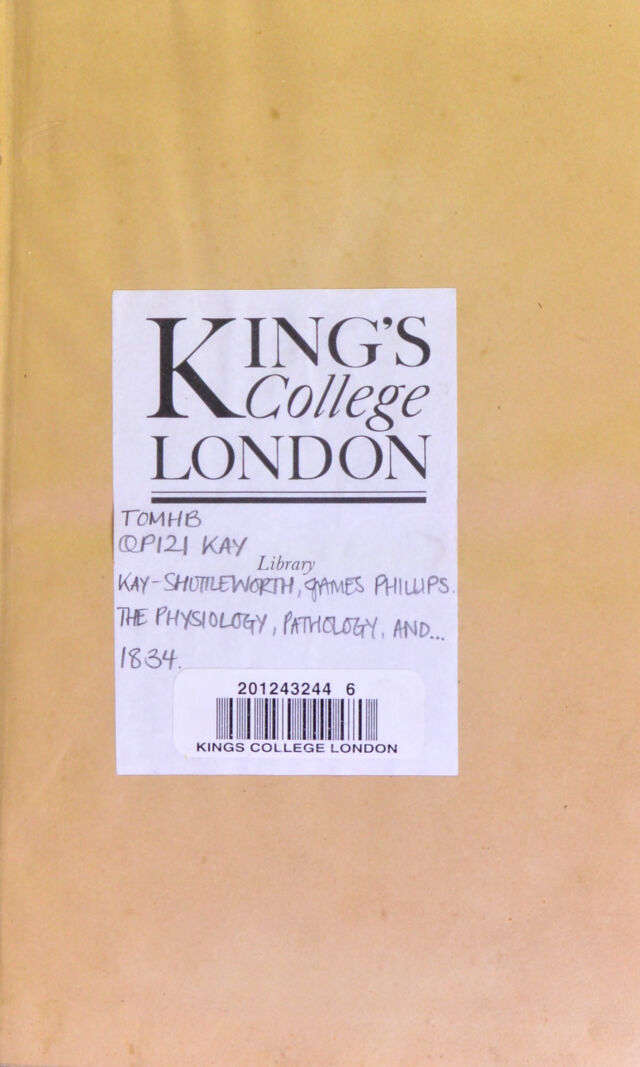 KING'S
College
LONDON
TOMHB
QP121 KAY
Library
KAY-SHUTTLEWORTH, JAMES PHILLIPS.
THE PHYSIOLOGY, PATHOLOGY, AND...
1834.
201243244 6
KINGS COLLEGE LONDON